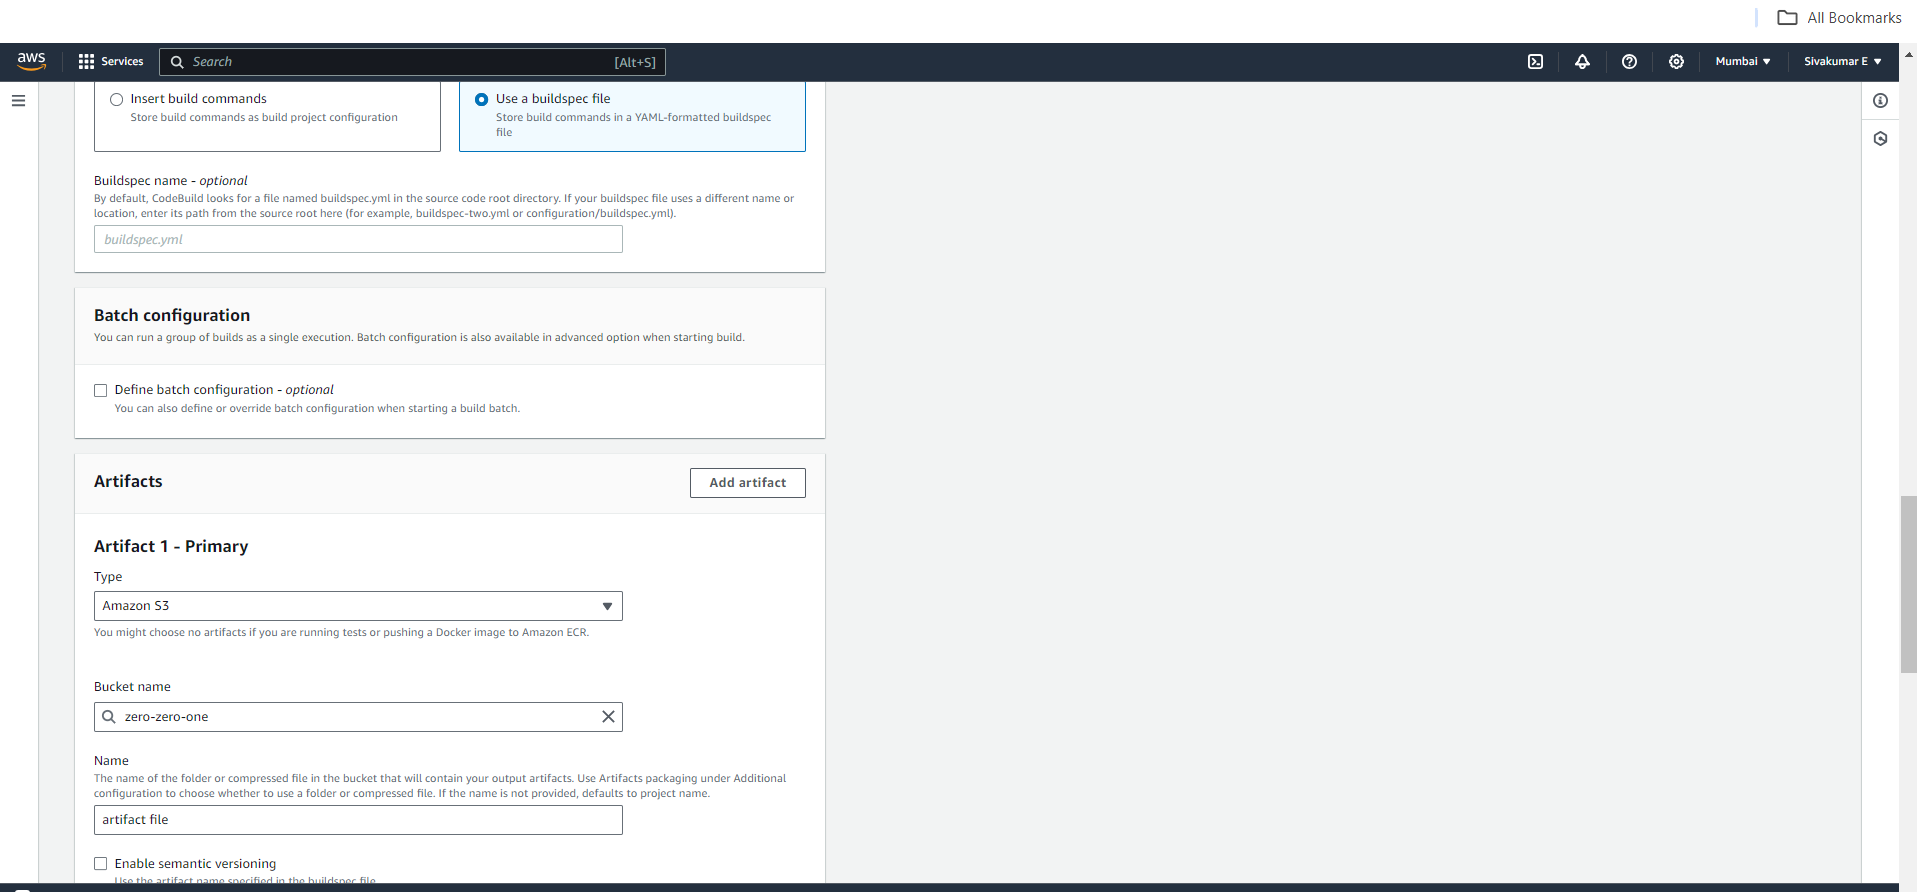 All Bookmarks
aws
Services
Search
[Alt+S]
Mumbai
Sivakumar E
Insert build commands
Store build commands as build project configuration
Use a buildspec file
Store build commands in a YAML-formatted buildspec
file
Buildspec name - optional
By default, CodeBuild looks for a file named buildspec.yml in the source code root directory. If your buildspec file uses a different name or
location, enter its path from the source root here (for example, buildspec-two.yml or configuration/buildspec.yml).
buildspec.yml
Batch configuration
You can run a group of builds as a single execution. Batch configuration is also available in advanced option when starting build.
Define batch configuration - optional
You can also define or override batch configuration when starting a build batch.
Artifacts
Add artifact
Artifact 1 - Primary
Type
Amazon S3
You might choose no artifacts if you are running tests or pushing a Docker image to Amazon ECR.
Bucket name
zero-zero-one
Name
The name of the folder or compressed file in the bucket that will contain your output artifacts. Use Artifacts packaging under Additional
configuration to choose whether to use a folder or compressed file. If the name is not provided, defaults to project name.
artifact file
Enable semantic versioning
Use the artifact name specified in the buildspec file